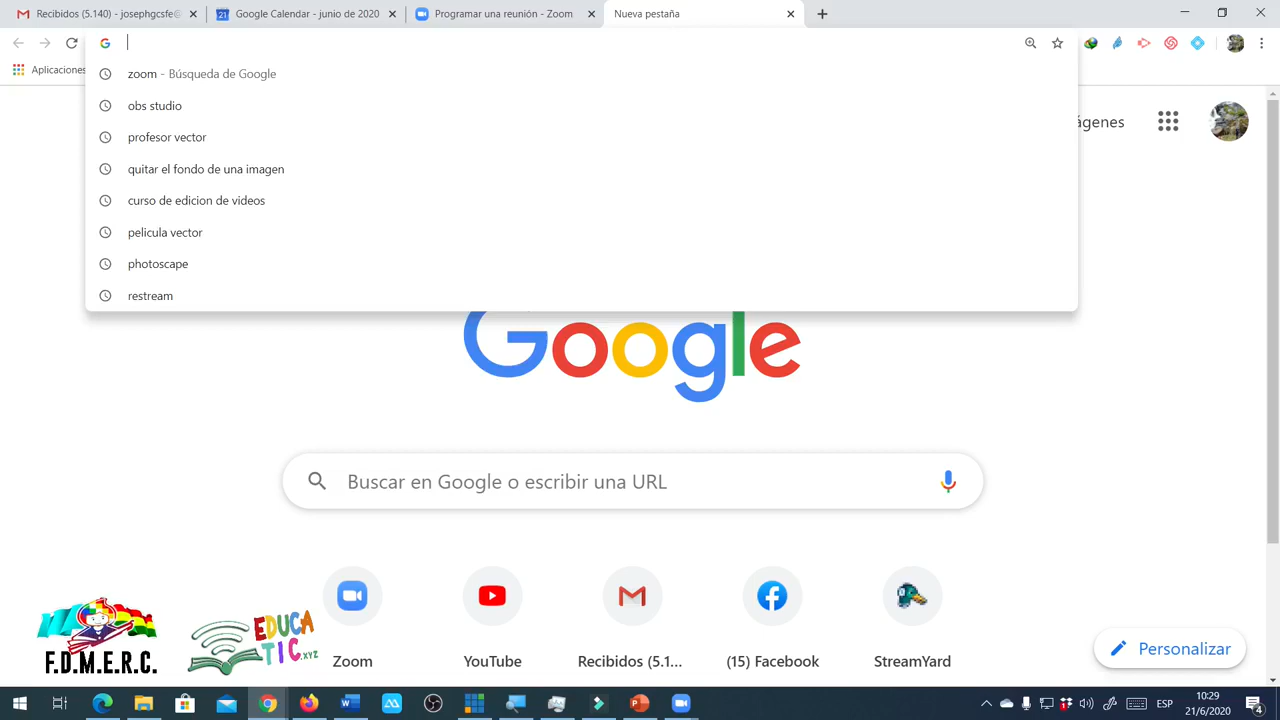 Recibidos (5.140) - josephgcsfe@
Google Calendar - junio de 2020
Programar una reunión - Zoom
Nueva pestaña
Aplicaciones
zoom - Búsqueda de Google
obs studio
profesor vector
quitar el fondo de una imagen
curso de edicion de videos
pelicula vector
photoscape
restream
ágenes
Google
Buscar en Google o escribir una URL
Zoom
YouTube
Recibidos (5.1...
(15) Facebook
StreamYard
Personalizar
F.D.M.E.R.C.
EDUCA
TIC.xyz
ESP
10:29
21/6/2020
4